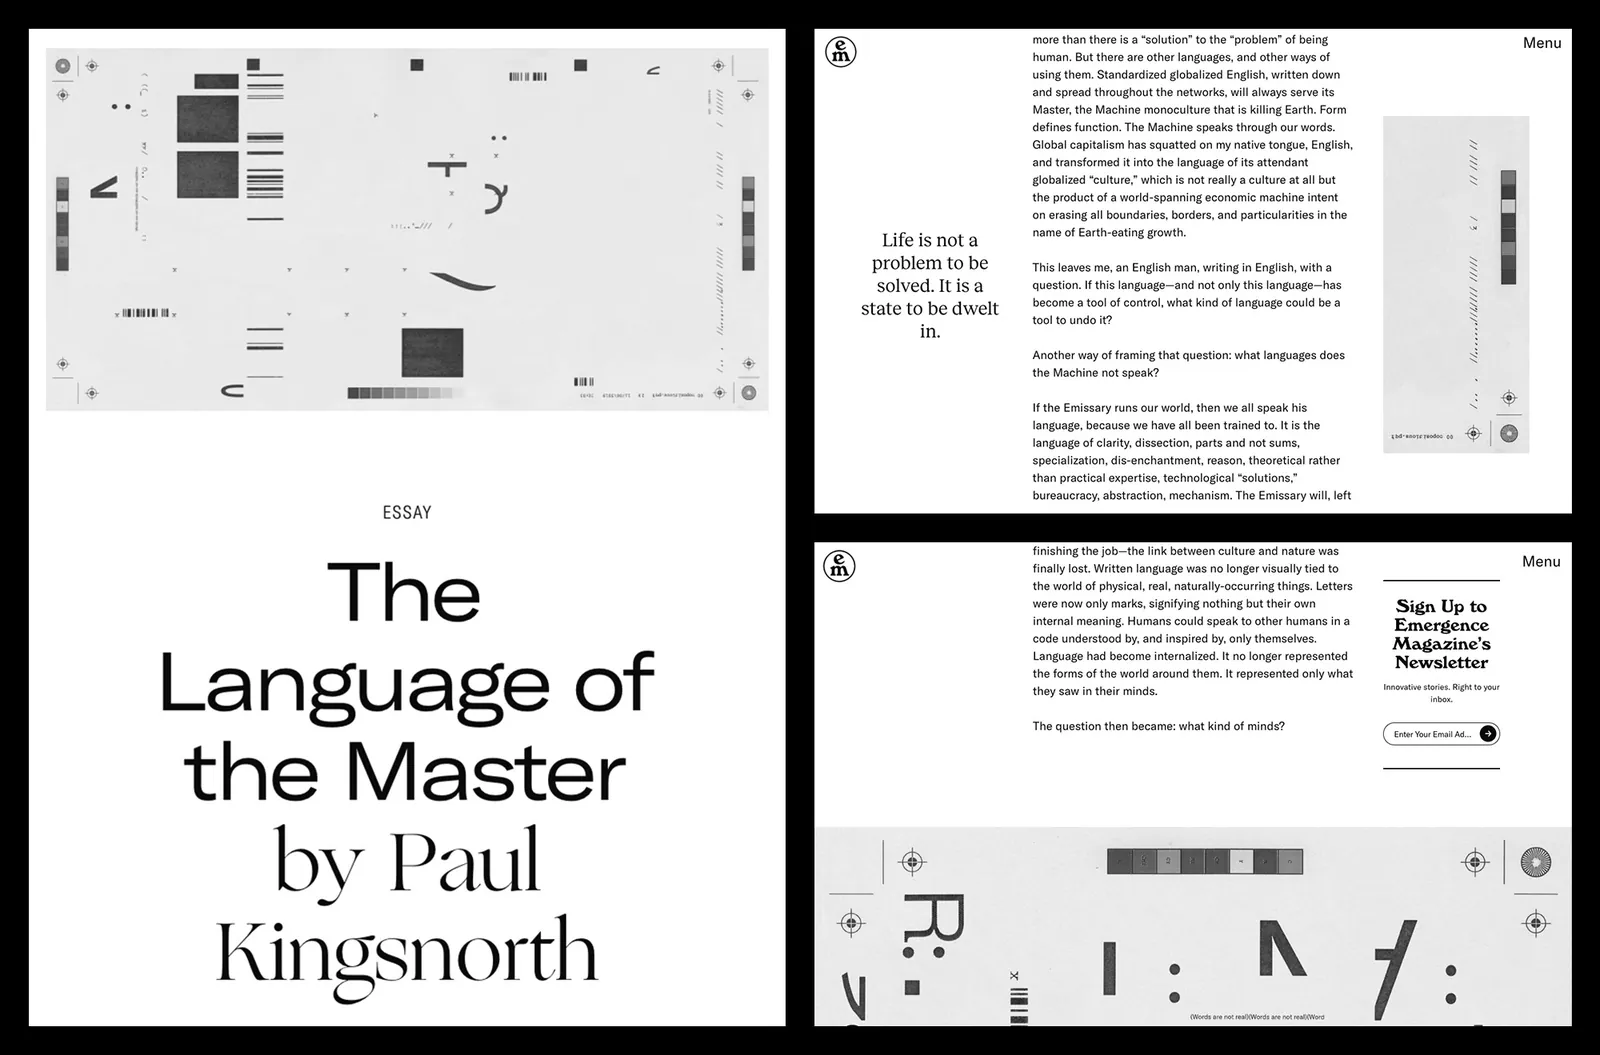 ESSAY
The
Language of
the Master
by Paul
Kingsnorth
em
Menu
more than there is a “solution” to the “problem” of being
human. But there are other languages, and other ways of
using them. Standardized globalized English, written down
and spread throughout the networks, will always serve its
Master, the Machine monoculture that is killing Earth. Form
defines function. The Machine speaks through our words.
Global capitalism has squatted on my native tongue, English,
and transformed it into the language of its attendant
globalized “culture,” which is not really a culture at all but
the product of a world-spanning economic machine intent
on erasing all boundaries, borders, and particularities in the
name of Earth-eating growth.
This leaves me, an English man, writing in English, with a
question. If this language—and not only this language—has
become a tool of control, what kind of language could be a
tool to undo it?
Another way of framing that question: what languages does
the Machine not speak?
If the Emissary runs our world, then we all speak his
language, because we have all been trained to. It is the
language of clarity, dissection, parts and not sums,
specialization, dis-enchantment, reason, theoretical rather
than practical expertise, technological “solutions,”
bureaucracy, abstraction, mechanism. The Emissary will, left
Life is not a
problem to be
solved. It is a
state to be dwelt
in.
em
Menu
finishing the job—the link between culture and nature was
finally lost. Written language was no longer visually tied to
the world of physical, real, naturally-occurring things. Letters
were now only marks, signifying nothing but their own
internal meaning. Humans could speak to other humans in a
code understood by, and inspired by, only themselves.
Language had become internalized. It no longer represented
the forms of the world around them. It represented only what
they saw in their minds.
The question then became: what kind of minds?
Sign Up to
Emergence
Magazine’s
Newsletter
Innovative stories. Right to your
inbox.
Enter Your Email Ad...
R:
(Words are not real)(Words are not real)(Word